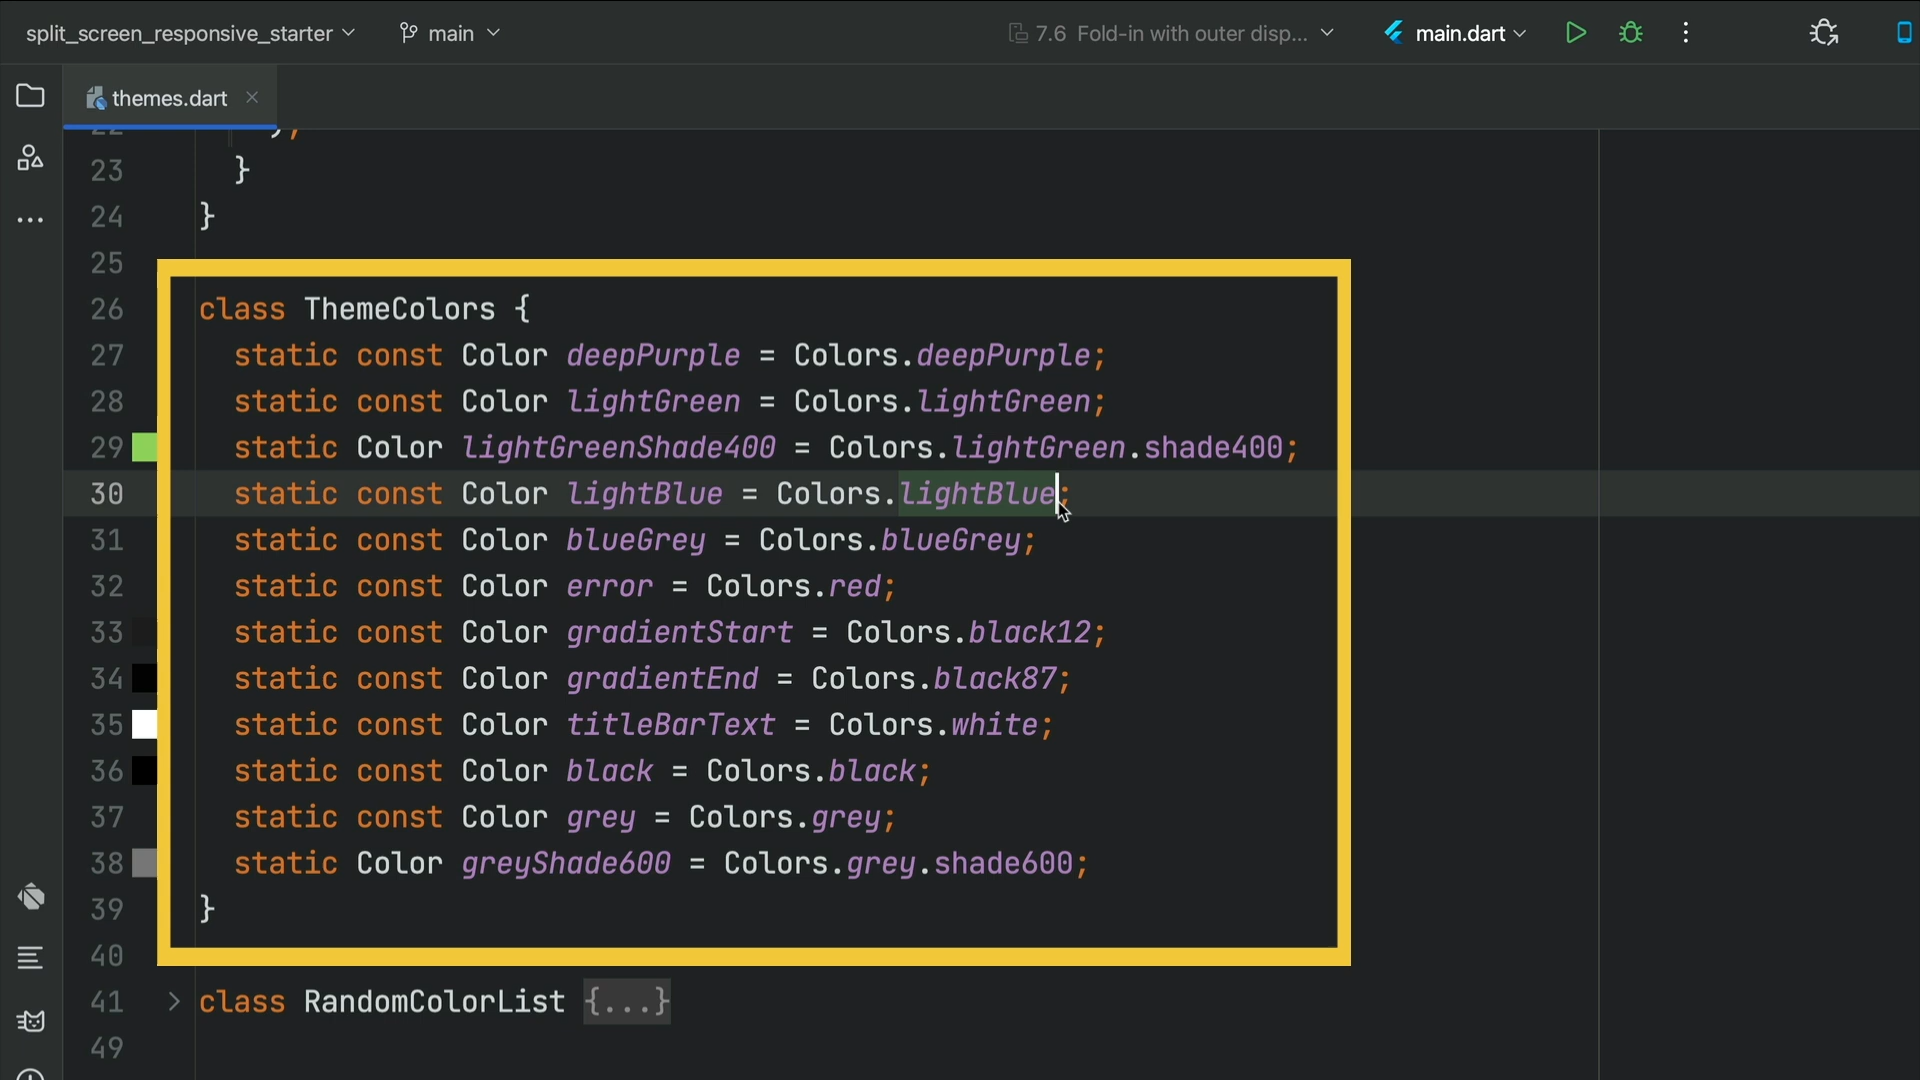 split_screen_responsive_starter
main
7.6 Fold-in with outer disp...
main.dart
themes.dart
22 );
23 }
24 }
25
26 class ThemeColors {
27 static const Color deepPurple = Colors.deepPurple;
28 static const Color lightGreen = Colors.lightGreen;
29 static Color lightGreenShade400 = Colors.lightGreen.shade400;
30 static const Color lightBlue = Colors.lightBlue;
31 static const Color blueGrey = Colors.blueGrey;
32 static const Color error = Colors.red;
33 static const Color gradientStart = Colors.black12;
34 static const Color gradientEnd = Colors.black87;
35 static const Color titleBarText = Colors.white;
36 static const Color black = Colors.black;
37 static const Color grey = Colors.grey;
38 static Color greyShade600 = Colors.grey.shade600;
39 }
40
41 class RandomColorList {...}
49